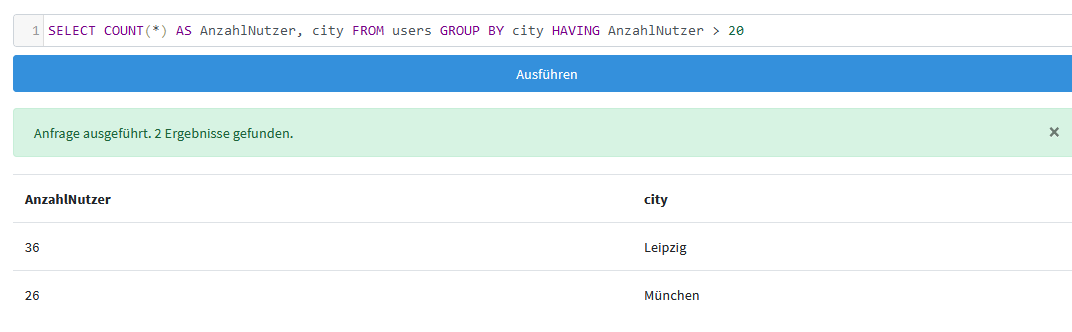 1 SELECT COUNT(*) AS AnzahlNutzer, city FROM users GROUP BY city HAVING AnzahlNutzer > 20
Ausführen
Anfrage ausgeführt. 2 Ergebnisse gefunden. ×
AnzahlNutzer city
36 Leipzig
26 München